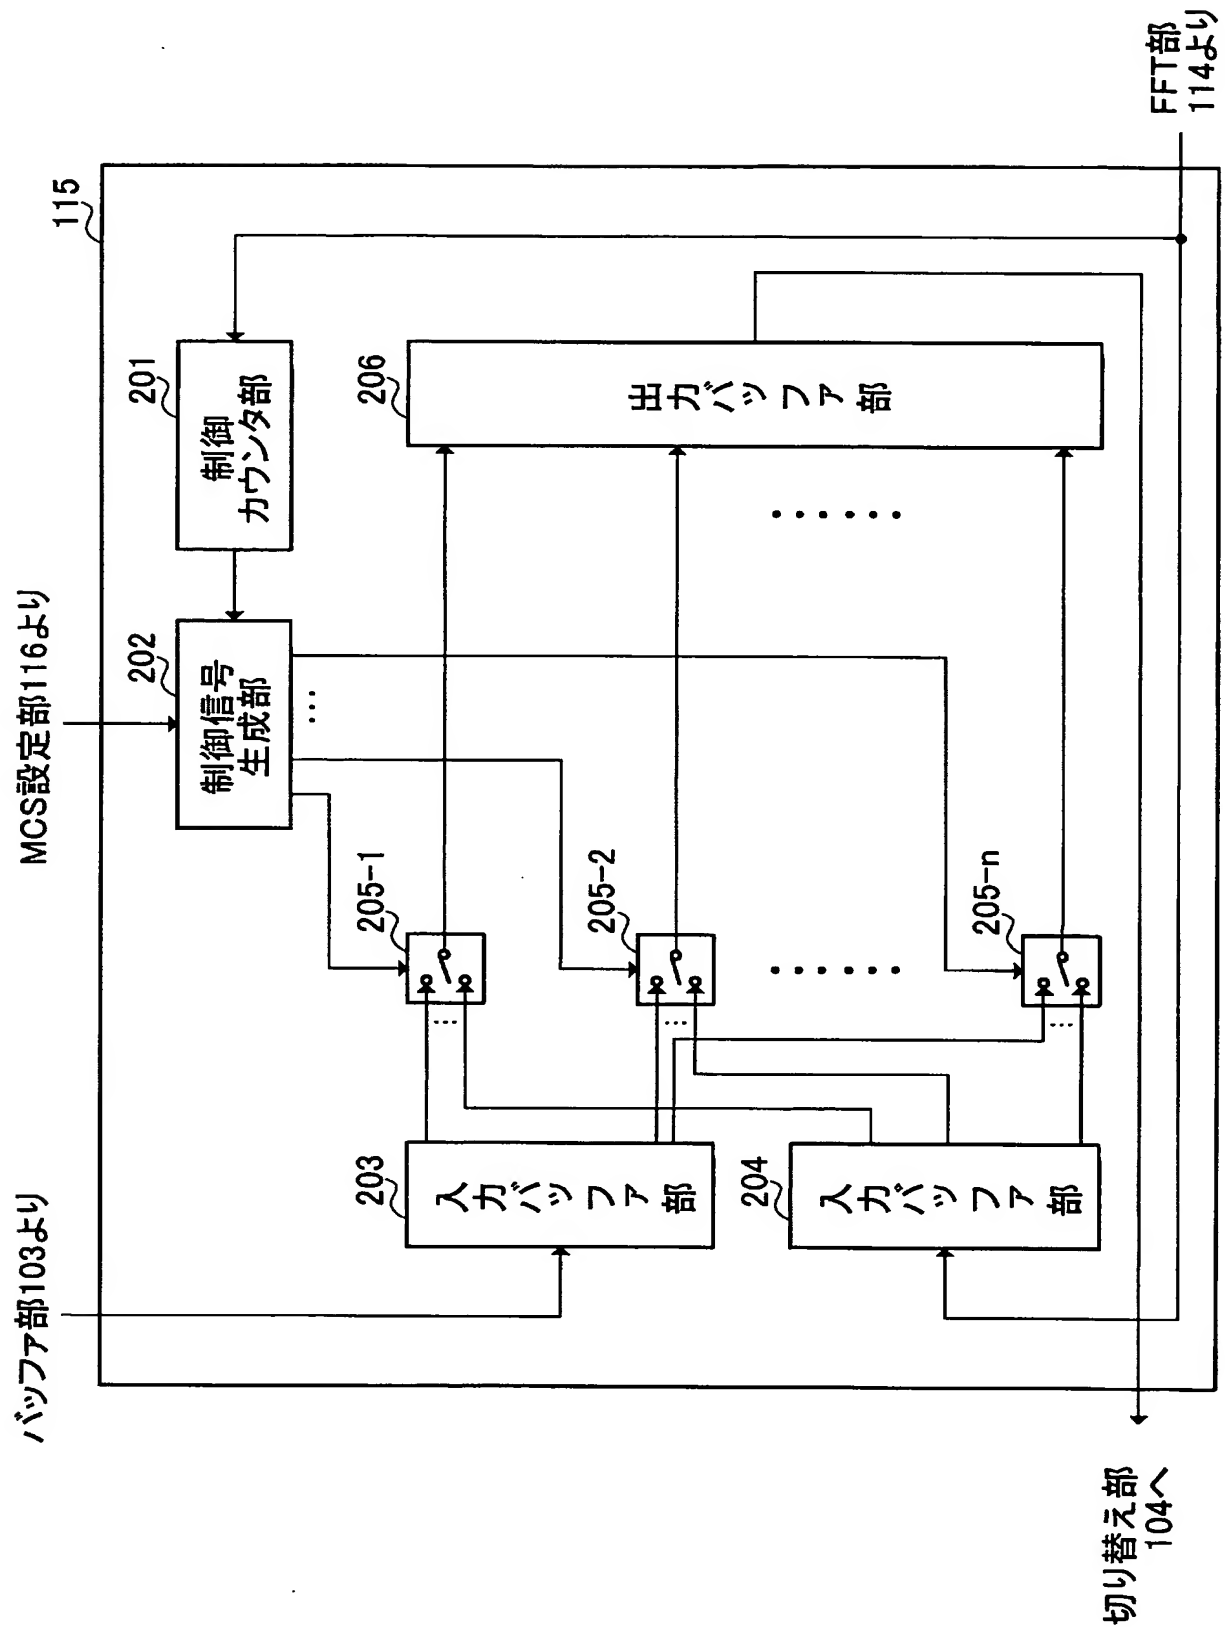 バッファ部103より
MCS設定部116より
115
202
制御信号
生成部
201
制御
カウンタ部
203
入力バッファ部
204
入力バッファ部
205-1
205-2
205-n
206
出力バッファ部
切り替え部
104へ
FFT部
114より